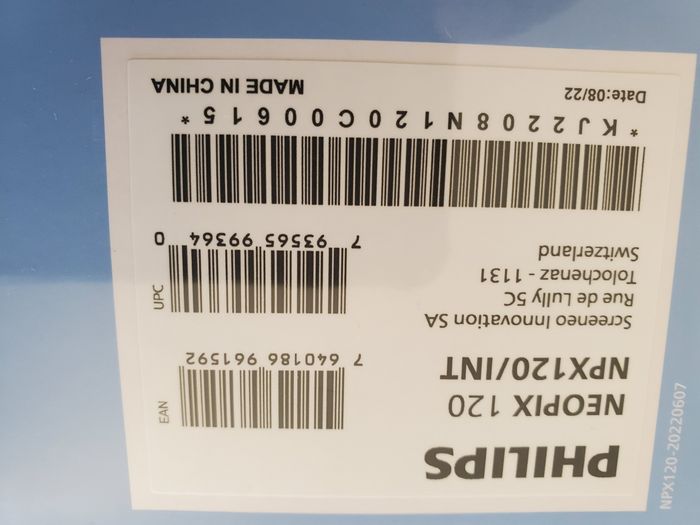 PHILIPS
NEOPIX 120
NPX120/INT
Screeneo Innovation SA
Rue de Lully 5C
Tolochenaz - 1131
Switzerland
EAN
7 640186 961592
UPC
7 93565 99364 0
* K J 2 2 0 8 N 1 2 0 C 0 0 6 1 5 *
Date:08/22
MADE IN CHINA
NPX120-20220607